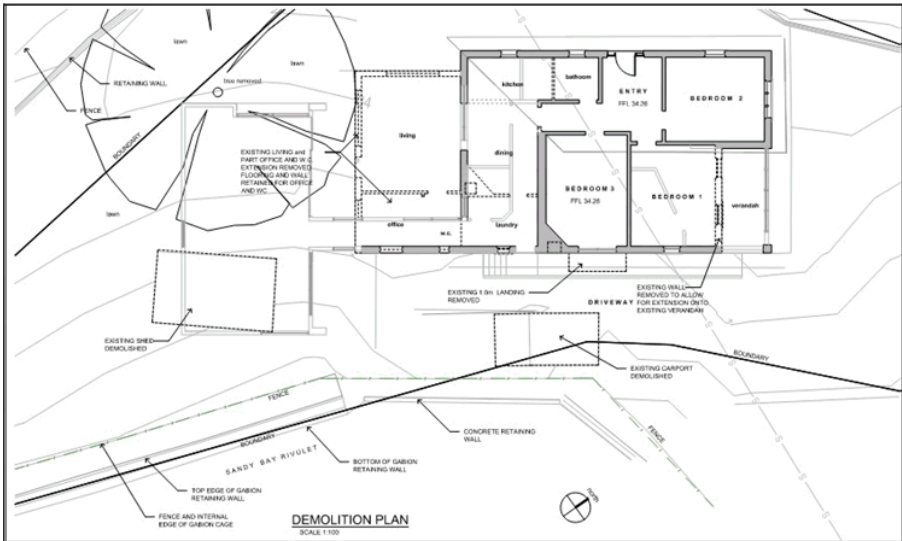 lawn
lawn
RETAINING WALL
tree removed
FENCE
BOUNDARY
lawn
kitchen
bathroom
ENTRY
FFL 34.26
BEDROOM 2
living
dining
EXISTING LIVING and
PART OFFICE AND W.C.
EXTENSION REMOVED
FLOORING AND WALL
RETAINED FOR OFFICE
AND WC
BEDROOM 3
FFL 34.26
BEDROOM 1
verandah
office
w.c.
laundry
EXISTING 1.0m LANDING
REMOVED
DRIVEWAY
EXISTING WALL
REMOVED TO ALLOW
FOR EXTENSION ONTO
EXISTING VERANDAH
EXISTING SHED
DEMOLISHED
BOUNDARY
EXISTING CARPORT
DEMOLISHED
FENCE
FENCE
CONCRETE RETAINING
WALL
BOUNDARY
SANDY BAY RIVULET
BOTTOM OF GABION
RETAINING WALL
TOP EDGE OF GABION
RETAINING WALL
FENCE AND INTERNAL
EDGE OF GABION CAGE
north
DEMOLITION PLAN
SCALE 1:100